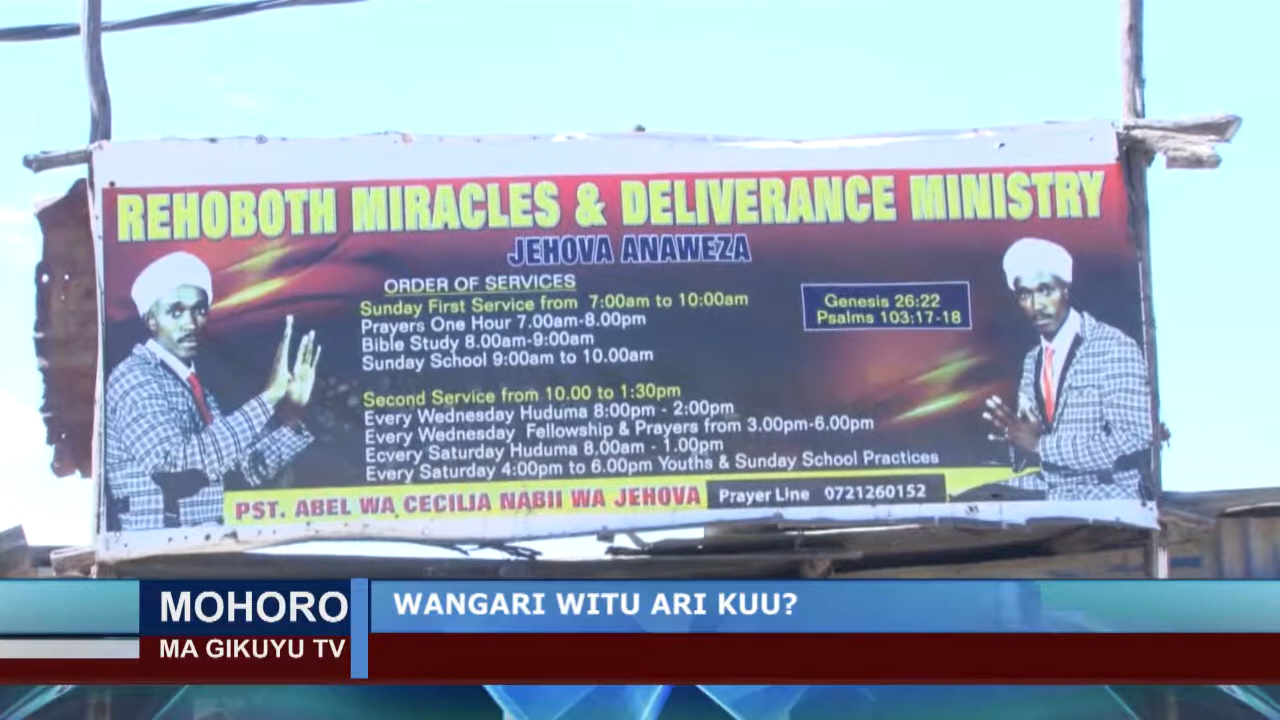 REHOBOTH MIRACLES & DELIVERANCE MINISTRY
JEHOVA ANAWEZA
ORDER OF SERVICES
Sunday First Service from 7:00am to 10:00am
Prayers One Hour 7.00am-8.00pm
Bible Study 8.00am-9:00am
Sunday School 9:00am to 10.00am
Genesis 26:22
Psalms 103:17-18
Second Service from 10.00 to 1:30pm
Every Wednesday Huduma 8:00pm - 2:00pm
Every Wednesday Fellowship & Prayers from 3.00pm-6.00pm
Ecvery Saturday Huduma 8.00am - 1.00pm
Every Saturday 4:00pm to 6.00pm Youths & Sunday School Practices
PST. ABEL WA CECILIA NABII WA JEHOVA
Prayer Line 0721260152
MOHORO
MA GIKUYU TV
WANGARI WITU ARI KUU?